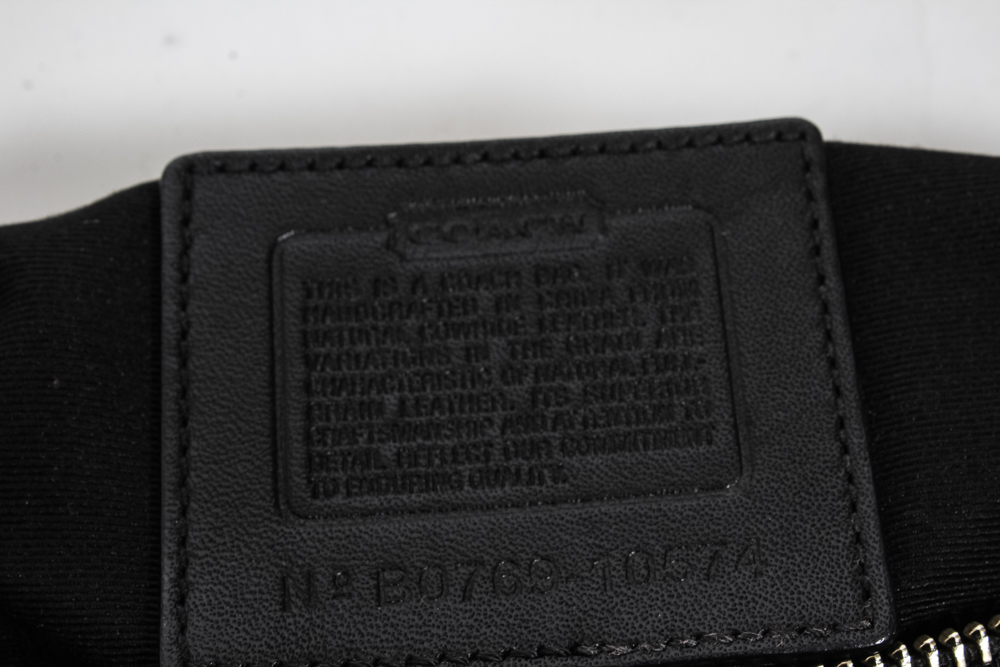 COACH
THIS IS A COACH BAG. IT WAS
HANDCRAFTED IN CHINA FROM
NATURAL COWHIDE LEATHER. THE
VARIATIONS IN THE GRAIN ARE
CHARACTERISTIC OF NATURAL FULL-
GRAIN LEATHER. ITS SUPERIOR
CRAFTSMANSHIP AND ATTENTION TO
DETAIL REFLECT OUR COMMITMENT
TO ENDURING QUALITY.
Nº B0769-10574